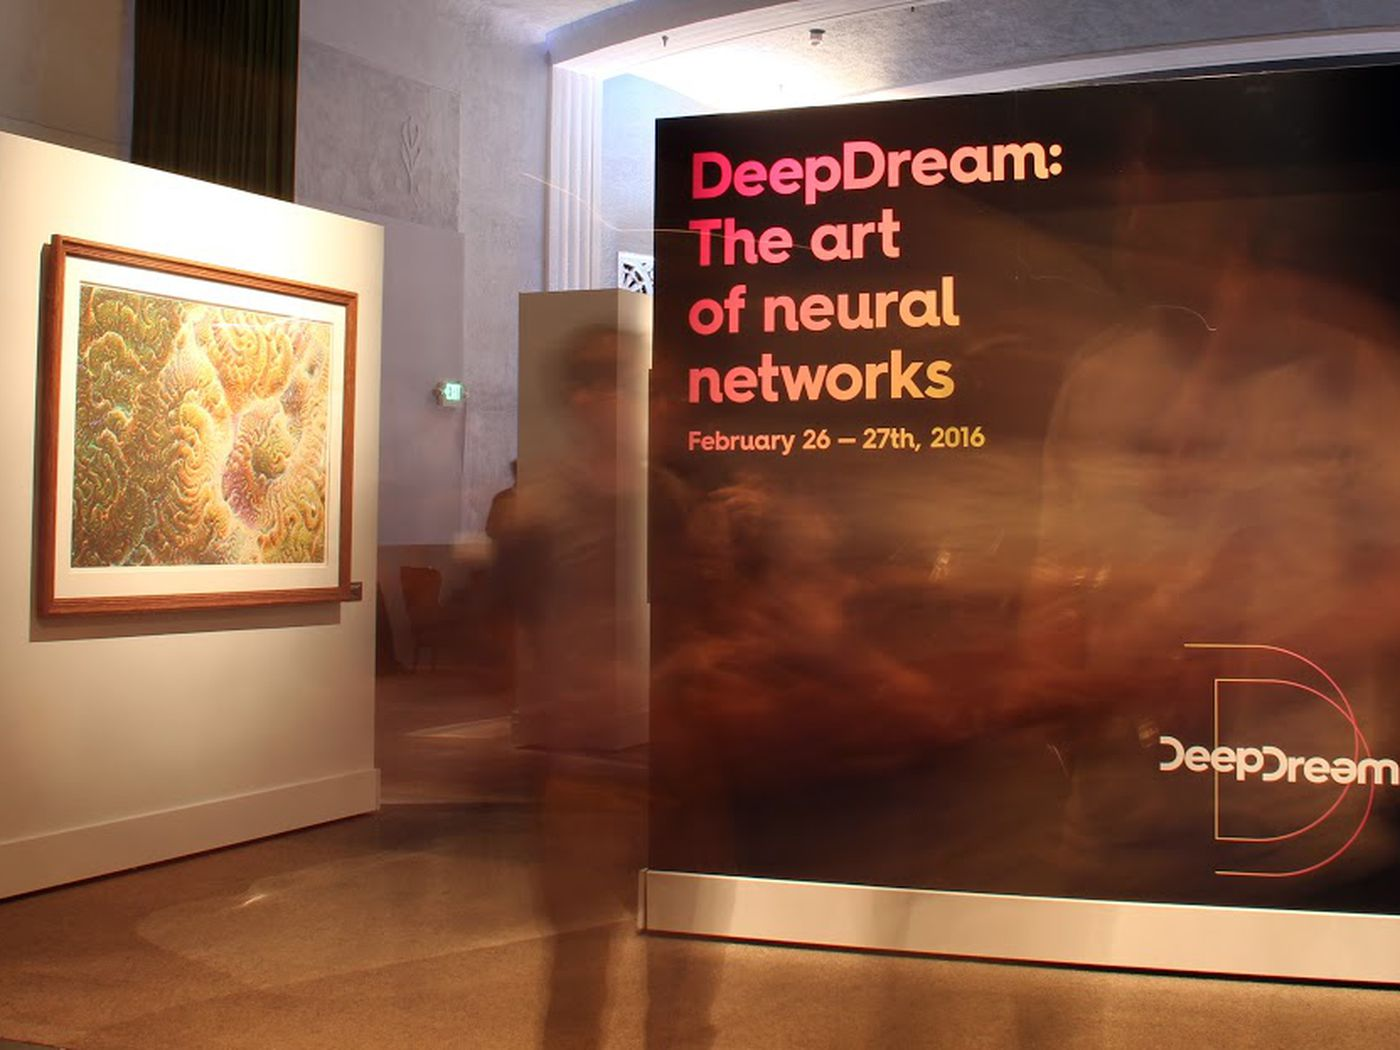 DeepDream:
The art
of neural
networks
February 26 – 27th, 2016
DeepDream